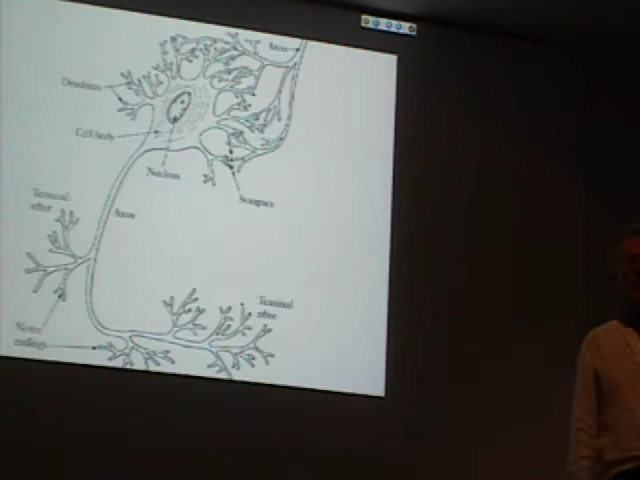 Axon
Dendrites
Cell body
Nucleus
Synapses
Terminal
arbor
Axon
Terminal
arbor
Nerve
endings